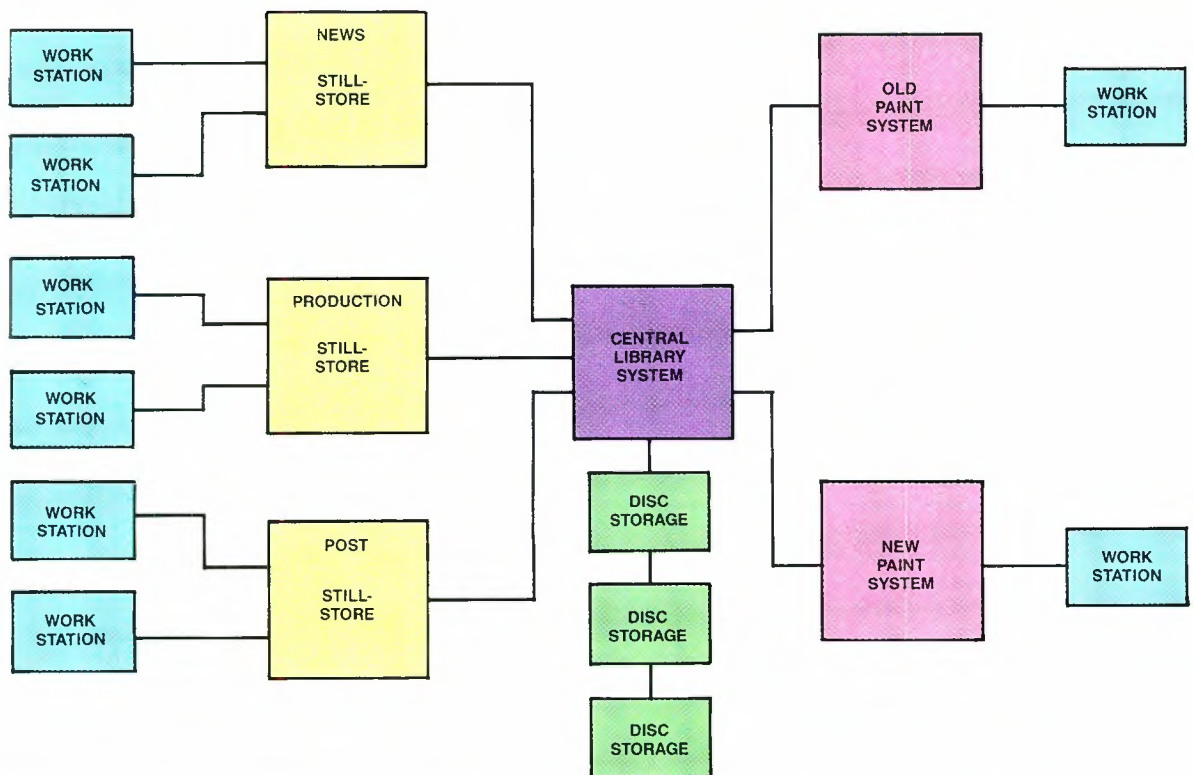 WORK
STATION
WORK
STATION
NEWS
STILL-
STORE
WORK
STATION
WORK
STATION
PRODUCTION
STILL-
STORE
WORK
STATION
WORK
STATION
POST
STILL-
STORE
CENTRAL
LIBRARY
SYSTEM
DISC
STORAGE
DISC
STORAGE
DISC
STORAGE
OLD
PAINT
SYSTEM
WORK
STATION
NEW
PAINT
SYSTEM
WORK
STATION